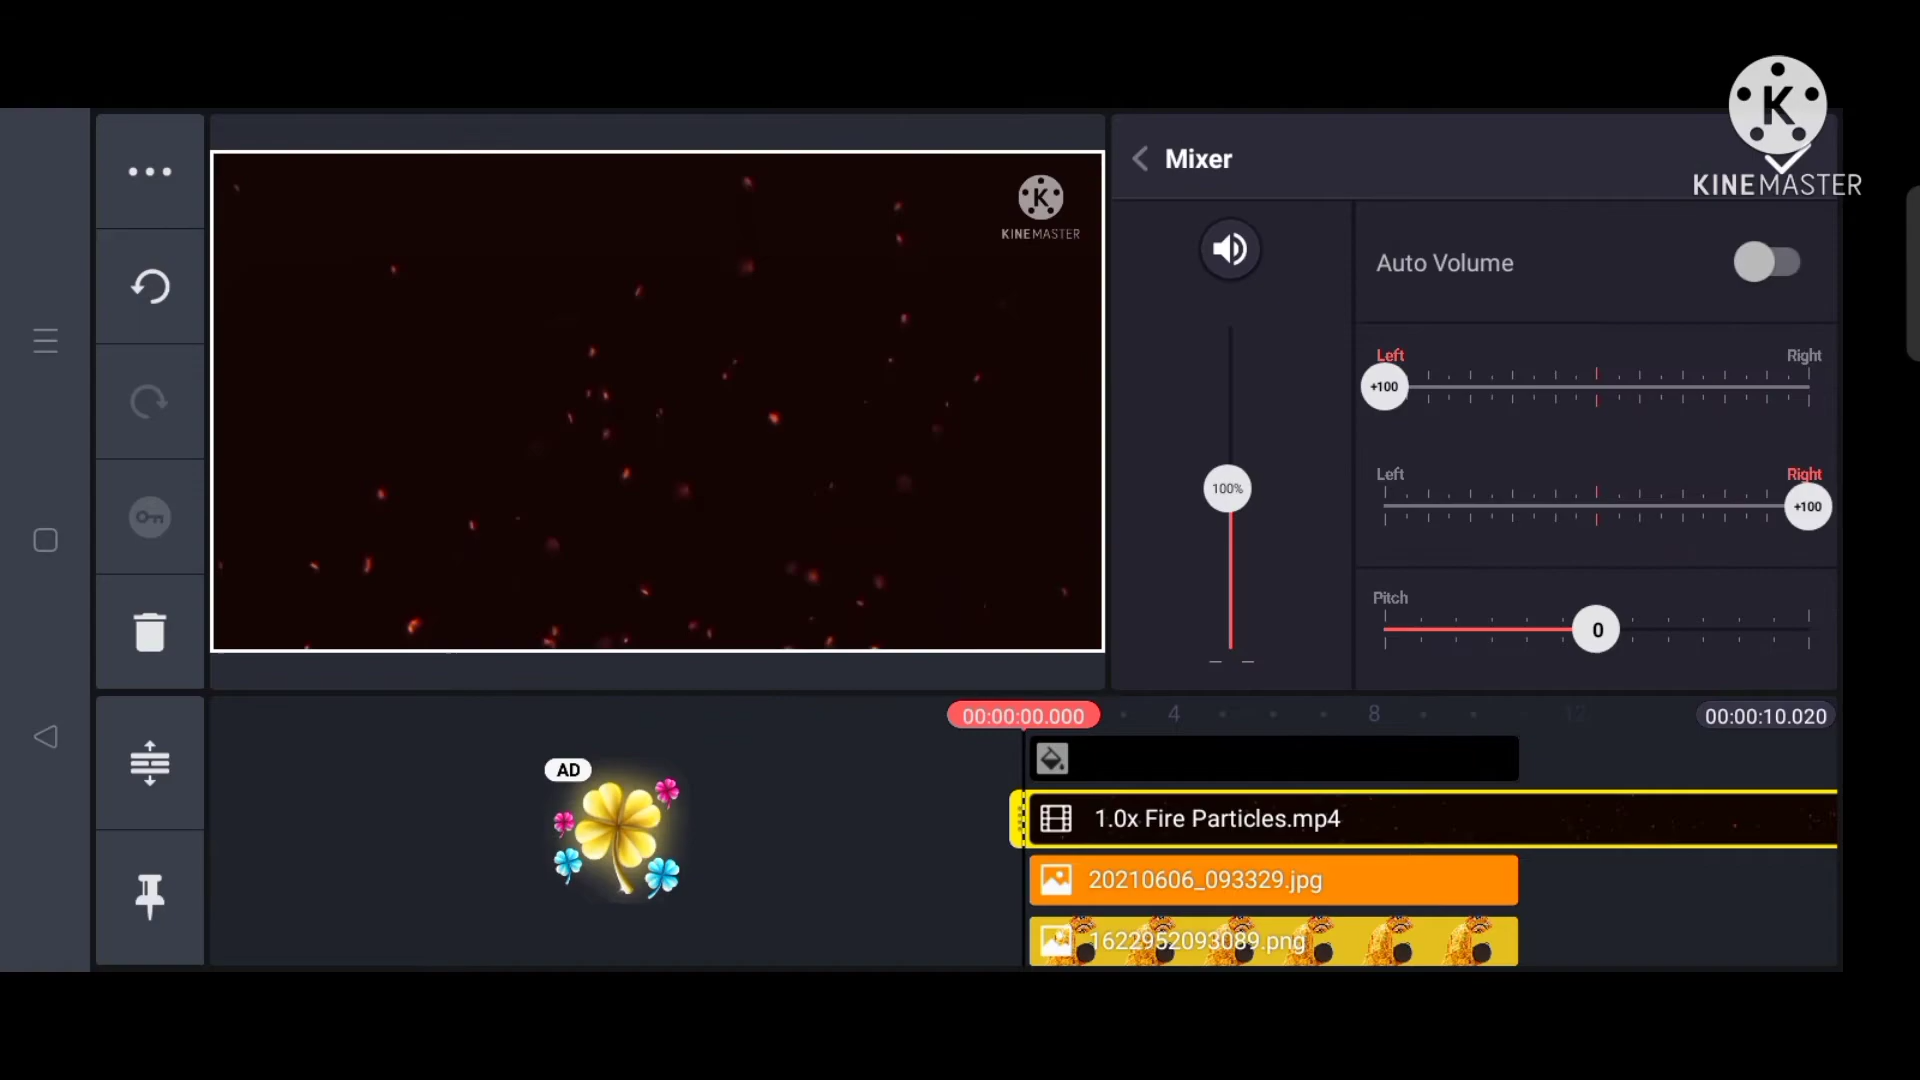 K
KINEMASTER
K
KINEMASTER
Mixer
Auto Volume
Left Right
+100
100%
Left Right
+100
Pitch
0
00:00:00.000 4 8 12 00:00:10.020
AD
1.0x Fire Particles.mp4
20210606_093329.jpg
1622952093089.png